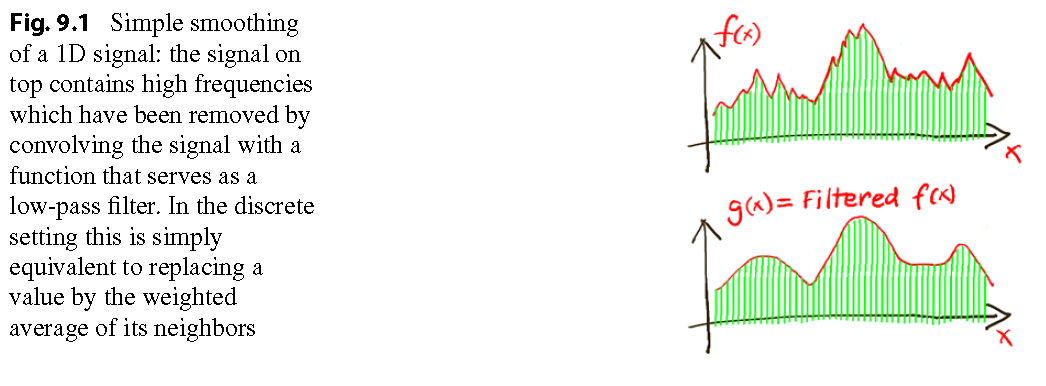 Fig. 9.1 Simple smoothing
of a 1D signal: the signal on
top contains high frequencies
which have been removed by
convolving the signal with a
function that serves as a
low-pass filter. In the discrete
setting this is simply
equivalent to replacing a
value by the weighted
average of its neighbors
f(x)
x
g(x) = Filtered f(x)
x